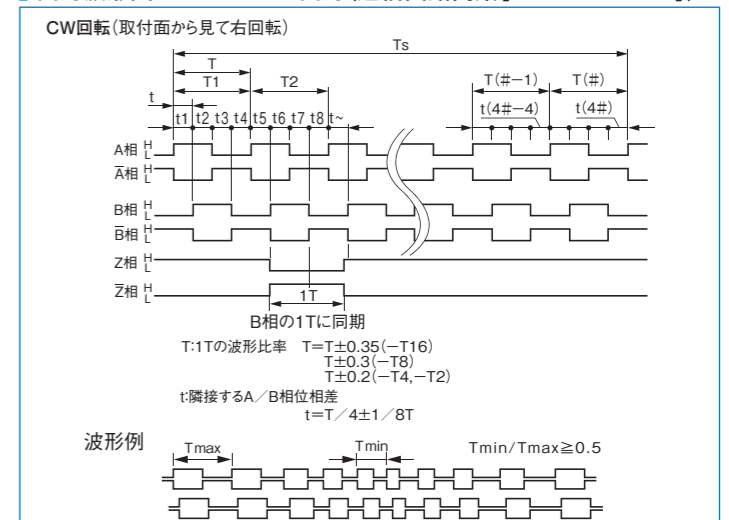 CW回転(取付面から見て右回転)
Ts
T
T1 T2 T(#−1) T(#)
t t(4#−4) t(4#)
t1 t2 t3 t4 t5 t6 t7 t8 t~
A相 H L
A̅相 H L
B相 H L
B̅相 H L
Z相 H L
Z̅相 H L
1T
B相の1Tに同期
T:1Tの波形比率 T=T±0.35(−T16)
T±0.3(−T8)
T±0.2(−T4,−T2)
t:隣接するA/B相位相差
t=T/4±1/8T
波形例 Tmax Tmin Tmin/Tmax≧0.5